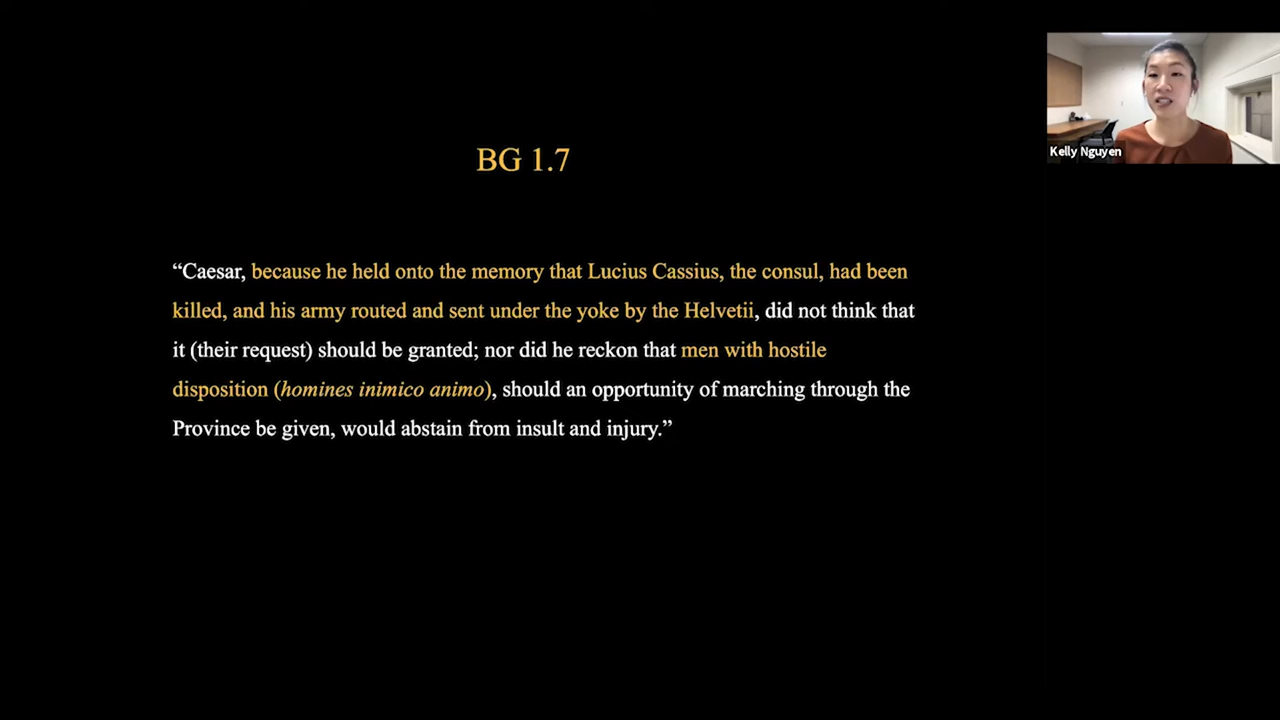 BG 1.7
“Caesar, because he held onto the memory that Lucius Cassius, the consul, had been
killed, and his army routed and sent under the yoke by the Helvetii, did not think that
it (their request) should be granted; nor did he reckon that men with hostile
disposition (homines inimico animo), should an opportunity of marching through the
Province be given, would abstain from insult and injury.”
Kelly Nguyen